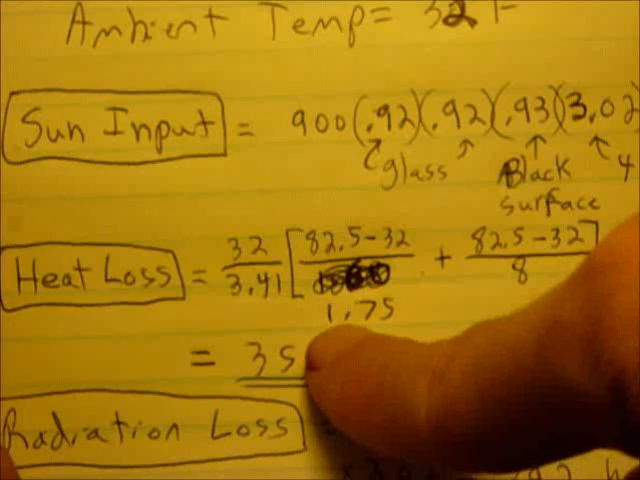 Ambient Temp= 32 F
Sun Input = 900(.92)(.92)(.93)(3.02
glass Black 4
surface
Heat Loss = 32/3.41 [ 82.5-32/1.75 + 82.5-32/8 ]
= 35
Radiation Loss =